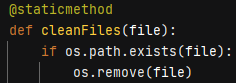 @staticmethod
def cleanFiles(file):
    if os.path.exists(file):
        os.remove(file)